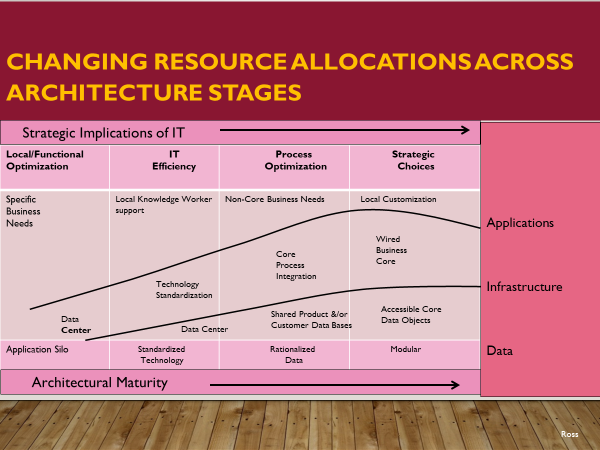 CHANGING RESOURCE ALLOCATIONS ACROSS
ARCHITECTURE STAGES
Strategic Implications of IT
Local/Functional
Optimization
IT
Efficiency
Process
Optimization
Strategic
Choices
Specific
Business
Needs
Local Knowledge Worker
support
Non-Core Business Needs
Local Customization
Applications
Wired
Business
Core
Core
Process
Integration
Technology
Standardization
Infrastructure
Data
Center
Data Center
Shared Product &/or
Customer Data Bases
Accessible Core
Data Objects
Application Silo
Standardized
Technology
Rationalized
Data
Modular
Data
Architectural Maturity
Ross